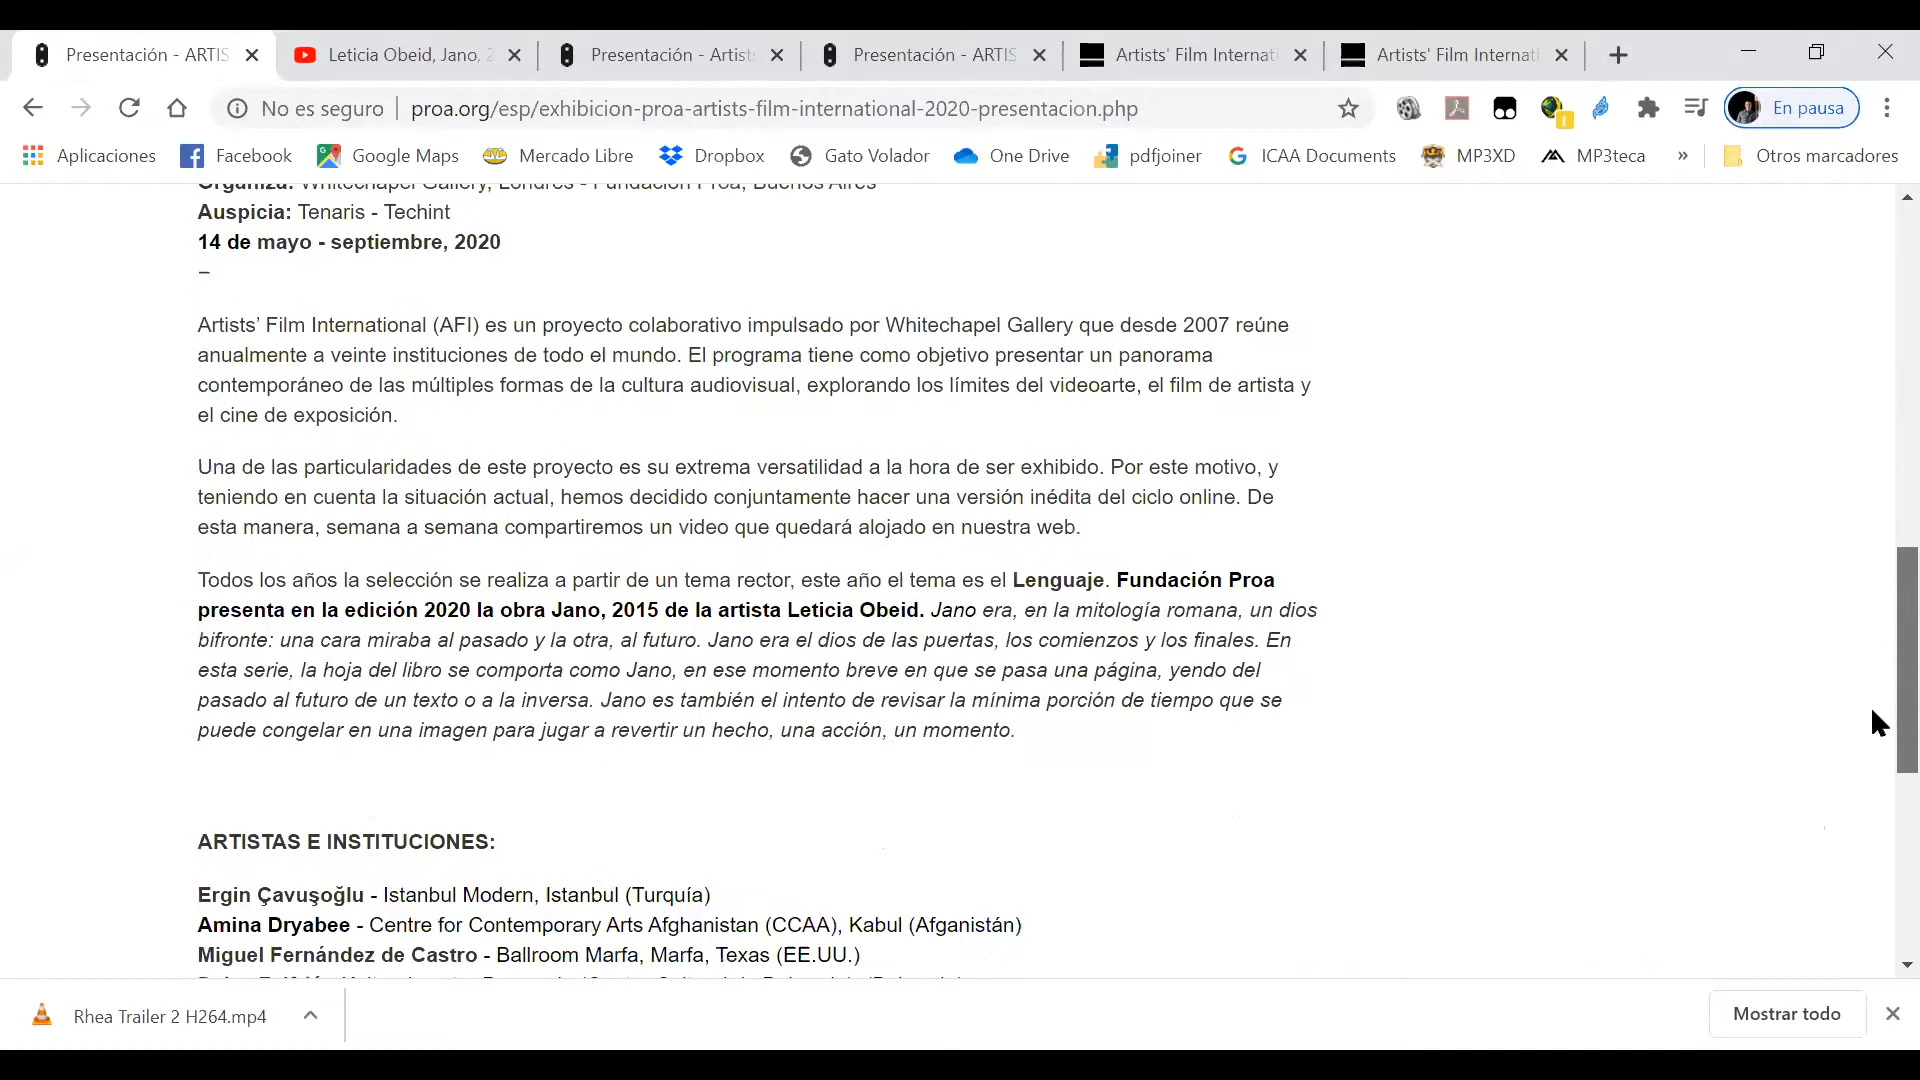 Presentación - ARTIS
Leticia Obeid, Jano, 2
Presentación - Artist
Presentación - ARTIS
Artists' Film Internati
Artists' Film Internati
No es seguro
proa.org/esp/exhibicion-proa-artists-film-international-2020-presentacion.php
En pausa
Aplicaciones
Facebook
Google Maps
Mercado Libre
Dropbox
Gato Volador
One Drive
pdfjoiner
ICAA Documents
MP3XD
MP3teca
»
Otros marcadores
Organiza: Whitechapel Gallery, Londres - Fundación Proa, Buenos Aires
Auspicia: Tenaris - Techint
14 de mayo - septiembre, 2020
–
Artists’ Film International (AFI) es un proyecto colaborativo impulsado por Whitechapel Gallery que desde 2007 reúne
anualmente a veinte instituciones de todo el mundo. El programa tiene como objetivo presentar un panorama
contemporáneo de las múltiples formas de la cultura audiovisual, explorando los límites del videoarte, el film de artista y
el cine de exposición.
Una de las particularidades de este proyecto es su extrema versatilidad a la hora de ser exhibido. Por este motivo, y
teniendo en cuenta la situación actual, hemos decidido conjuntamente hacer una versión inédita del ciclo online. De
esta manera, semana a semana compartiremos un video que quedará alojado en nuestra web.
Todos los años la selección se realiza a partir de un tema rector, este año el tema es el Lenguaje. Fundación Proa
presenta en la edición 2020 la obra Jano, 2015 de la artista Leticia Obeid. Jano era, en la mitología romana, un dios
bifronte: una cara miraba al pasado y la otra, al futuro. Jano era el dios de las puertas, los comienzos y los finales. En
esta serie, la hoja del libro se comporta como Jano, en ese momento breve en que se pasa una página, yendo del
pasado al futuro de un texto o a la inversa. Jano es también el intento de revisar la mínima porción de tiempo que se
puede congelar en una imagen para jugar a revertir un hecho, una acción, un momento.
ARTISTAS E INSTITUCIONES:
Ergin Çavuşoğlu - Istanbul Modern, Istanbul (Turquía)
Amina Dryabee - Centre for Contemporary Arts Afghanistan (CCAA), Kabul (Afganistán)
Miguel Fernández de Castro - Ballroom Marfa, Marfa, Texas (EE.UU.)
Rhea Trailer 2 H264.mp4
Mostrar todo